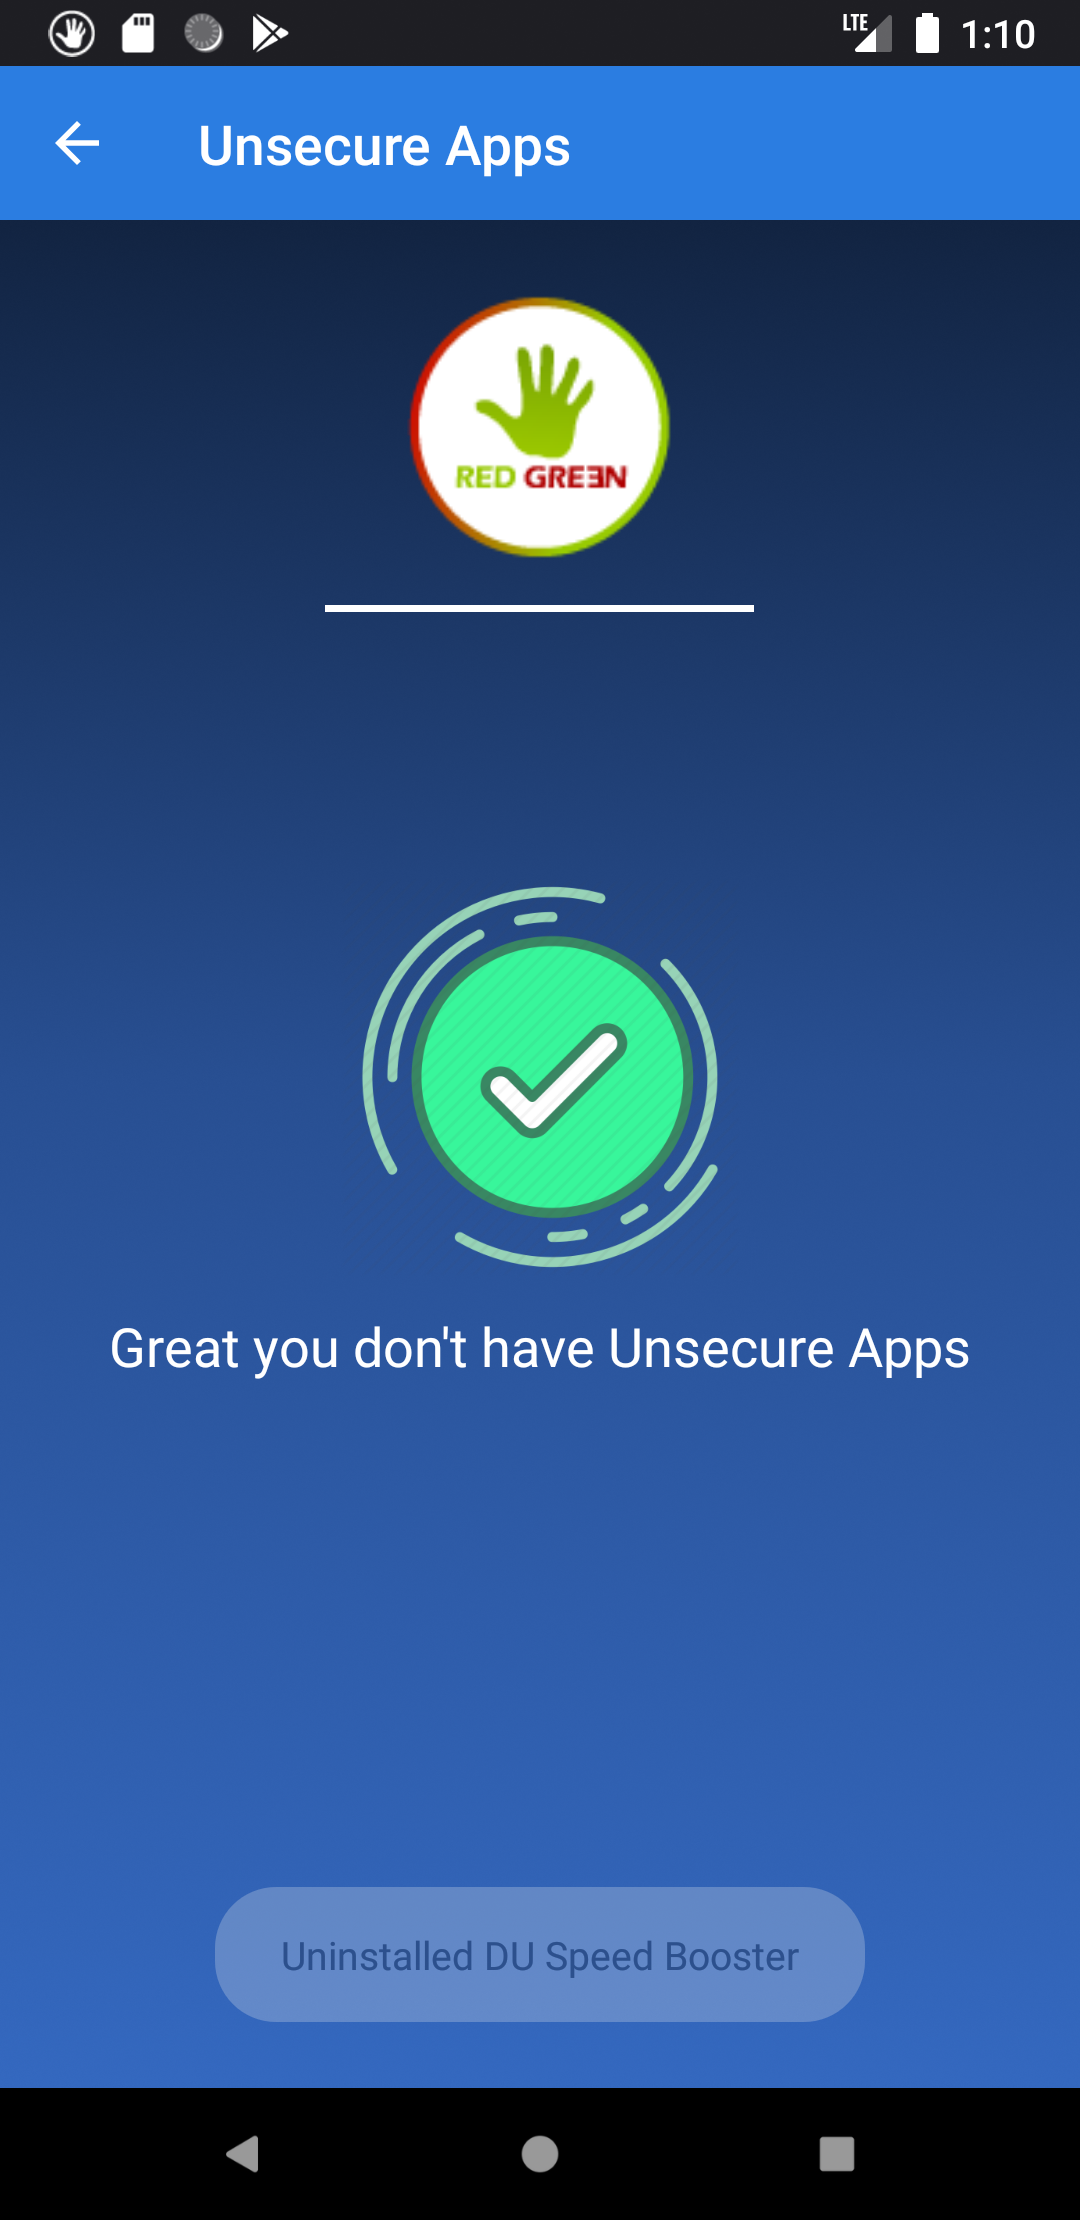 LTE 1:10
Unsecure Apps
RED GREEN
Great you don't have Unsecure Apps
Uninstalled DU Speed Booster